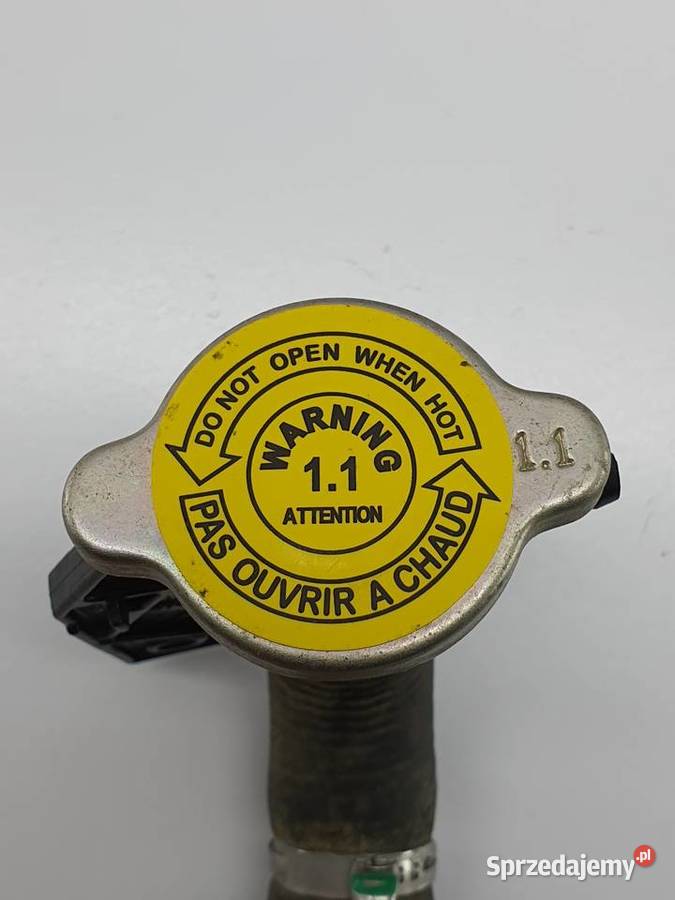 DO NOT OPEN WHEN HOT
WARNING
1.1
ATTENTION
PAS OUVRIR A CHAUD
1.1
Sprzedajemy.pl